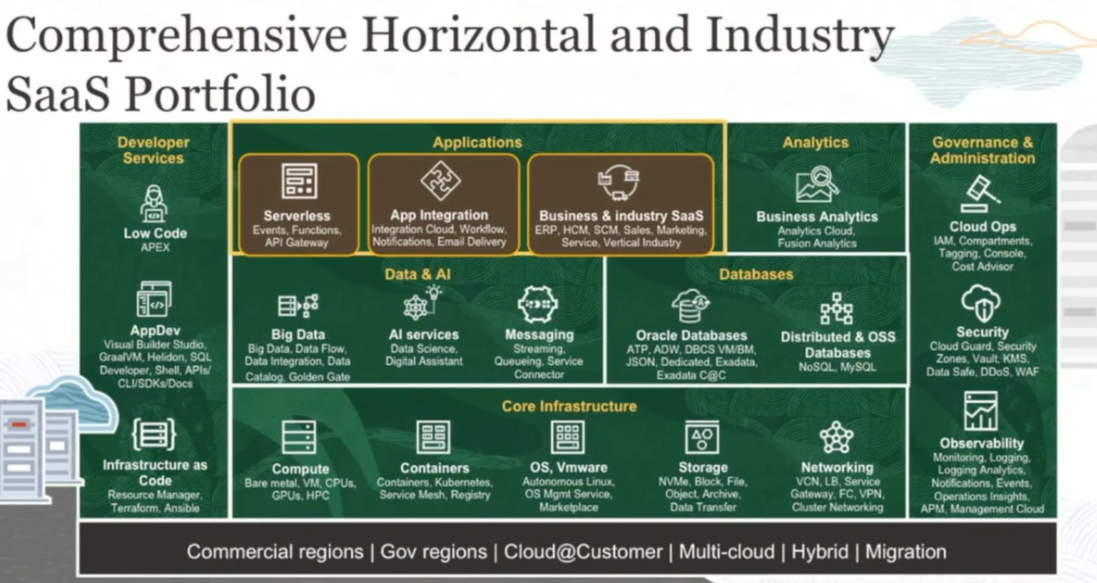 Comprehensive Horizontal and Industry
SaaS Portfolio
Developer
Services
Low Code
APEX
AppDev
Visual Builder Studio,
GraalVM, Helidon, SQL
Developer, Shell, APIs/
CLI/SDKs/Docs
Infrastructure as
Code
Resource Manager,
Terraform, Ansible
Applications
Serverless
Events, Functions,
API Gateway
App Integration
Integration Cloud, Workflow,
Notifications, Email Delivery
Business & industry SaaS
ERP, HCM, SCM, Sales, Marketing,
Service, Vertical Industry
Analytics
Business Analytics
Analytics Cloud,
Fusion Analytics
Data & AI
Big Data
Big Data, Data Flow,
Data Integration, Data
Catalog, Golden Gate
AI services
Data Science,
Digital Assistant
Messaging
Streaming,
Queueing, Service
Connector
Databases
Oracle Databases
ATP, ADW, DBCS VM/BM,
JSON, Dedicated, Exadata,
Exadata C@C
Distributed & OSS
Databases
NoSQL, MySQL
Core Infrastructure
Compute
Bare metal, VM, CPUs,
GPUs, HPC
Containers
Containers, Kubernetes,
Service Mesh, Registry
OS, Vmware
Autonomous Linux,
OS Mgmt Service,
Marketplace
Storage
NVMe, Block, File,
Object, Archive,
Data Transfer
Networking
VCN, LB, Service
Gateway, FC, VPN,
Cluster Networking
Governance &
Administration
Cloud Ops
IAM, Compartments,
Tagging, Console,
Cost Advisor
Security
Cloud Guard, Security
Zones, Vault, KMS,
Data Safe, DDoS, WAF
Observability
Monitoring, Logging,
Logging Analytics,
Notifications, Events,
Operations Insights,
APM, Management Cloud
Commercial regions | Gov regions | Cloud@Customer | Multi-cloud | Hybrid | Migration